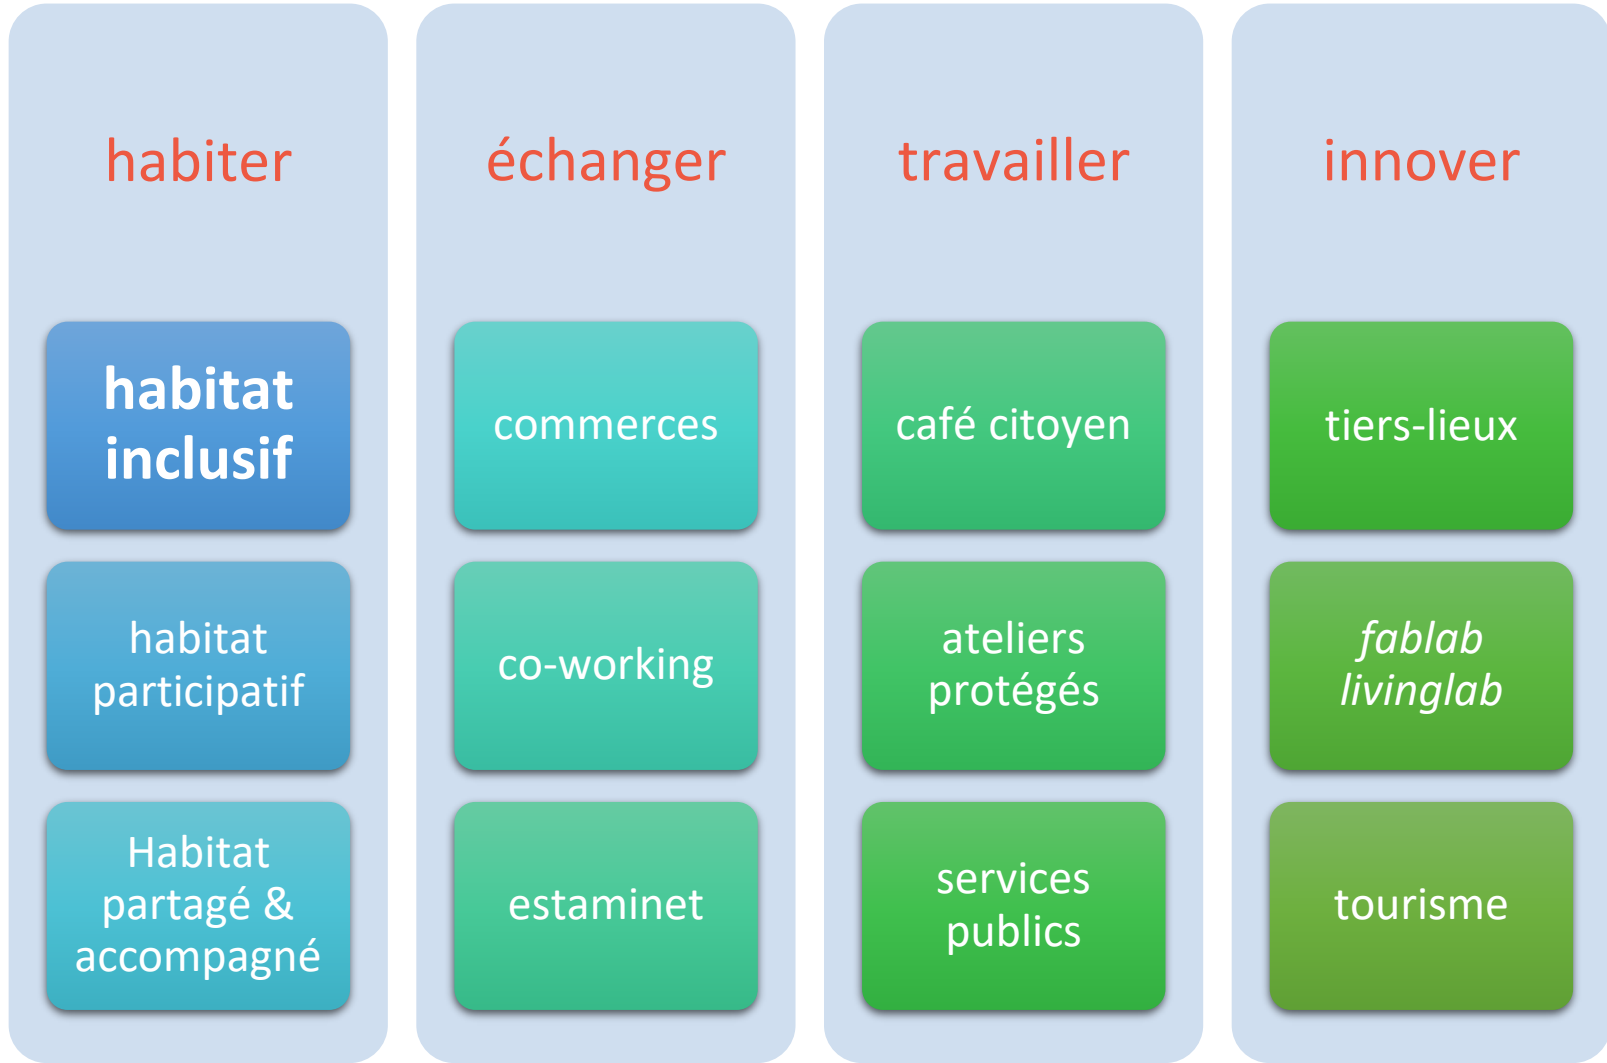 habiter
habitat
inclusif
habitat
participatif
Habitat
partagé &
accompagné
échanger
commerces
co-working
estaminet
travailler
café citoyen
ateliers
protégés
services
publics
innover
tiers-lieux
fablab
livinglab
tourisme